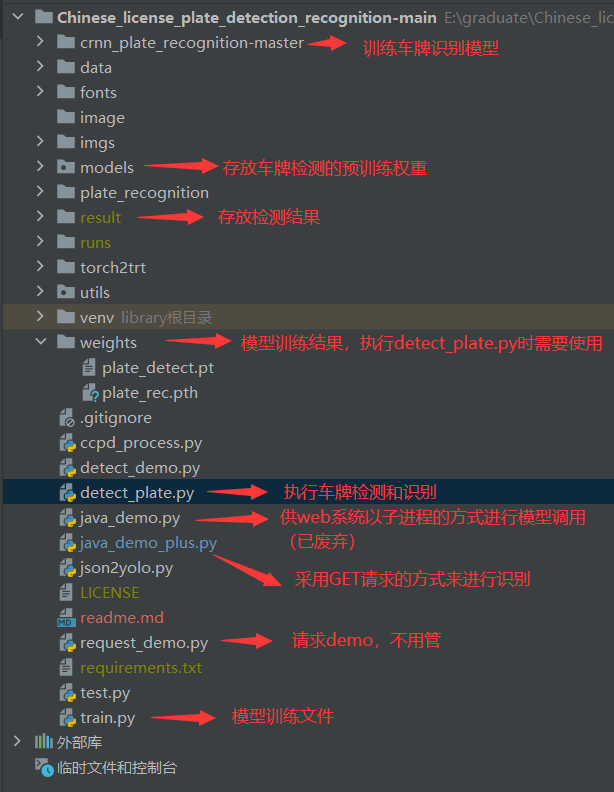 Chinese_license_plate_detection_recognition-main E:\graduate\Chinese_lic
crnn_plate_recognition-master 训练车牌识别模型
data
fonts
image
imgs
models 存放车牌检测的预训练权重
plate_recognition
result 存放检测结果
runs
torch2trt
utils
venv library根目录
weights 模型训练结果，执行detect_plate.py时需要使用
plate_detect.pt
plate_rec.pth
.gitignore
ccpd_process.py
detect_demo.py
detect_plate.py 执行车牌检测和识别
java_demo.py 供web系统以子进程的方式进行模型调用
（已废弃）
java_demo_plus.py
json2yolo.py 采用GET请求的方式来进行识别
LICENSE
readme.md
request_demo.py 请求demo，不用管
requirements.txt
test.py
train.py 模型训练文件
外部库
临时文件和控制台